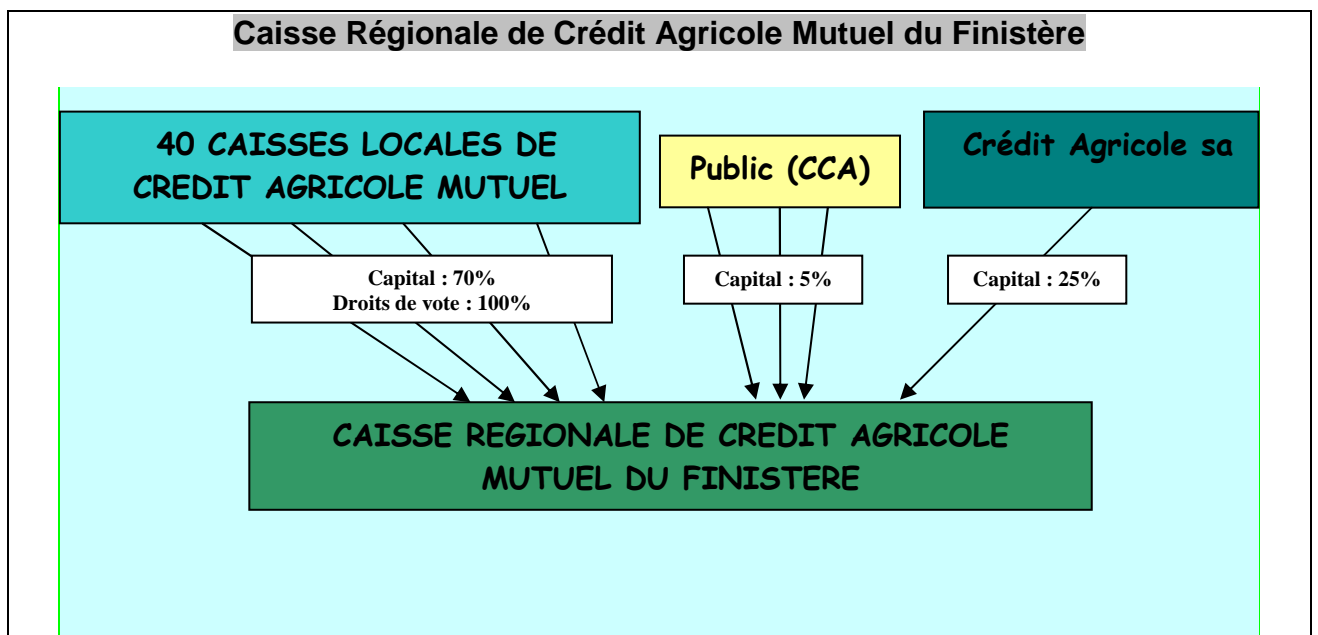 Caisse Régionale de Crédit Agricole Mutuel du Finistère
40 CAISSES LOCALES DE
CREDIT AGRICOLE MUTUEL
Public (CCA)
Crédit Agricole sa
Capital : 70%
Droits de vote : 100%
Capital : 5%
Capital : 25%
CAISSE REGIONALE DE CREDIT AGRICOLE
MUTUEL DU FINISTERE